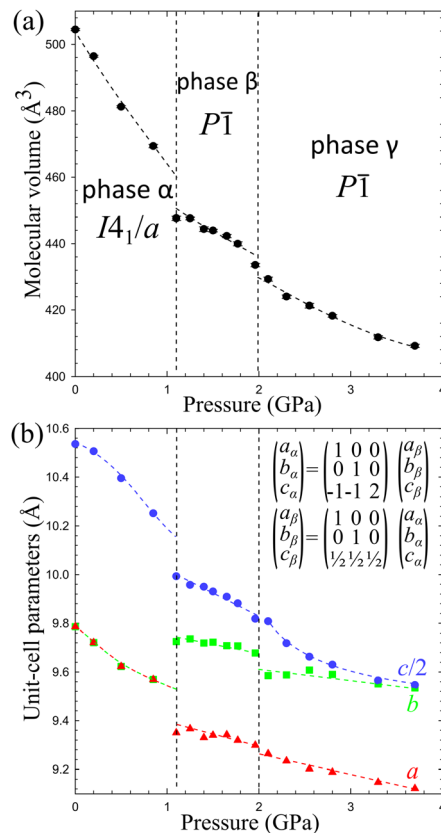 (a)
500
480
460
440
420
400
Molecular volume (Å³)
phase α
I4₁/a
phase β
P1̄
phase γ
P1̄
0 1 2 3 4
Pressure (GPa)
(b)
10.6
10.4
10.2
10.0
9.8
9.6
9.4
9.2
Unit-cell parameters (Å)
(aα) (1 0 0) (aβ)
(bα)=(0 1 0) (bβ)
(cα) (-1 -1 2) (cβ)
(aβ) (1 0 0) (aα)
(bβ)=(0 1 0) (bα)
(cβ) (½ ½ ½) (cα)
c/2
b
a
0 1 2 3 4
Pressure (GPa)